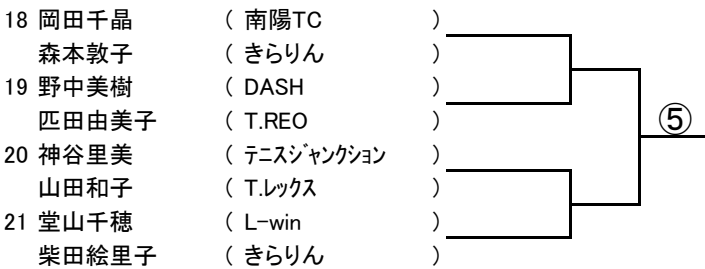 18 岡田千晶 ( 南陽TC )
森本敦子 ( きらりん )
19 野中美樹 ( DASH )
匹田由美子 ( T.REO )
⑤
20 神谷里美 ( ﾃﾆｽｼﾞｬﾝｸｼｮﾝ )
山田和子 ( T.ﾚｯｸｽ )
21 堂山千穂 ( L-win )
柴田絵里子 ( きらりん )